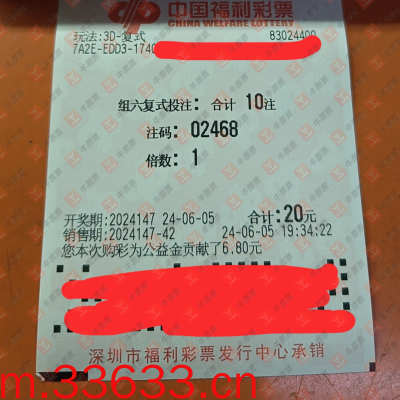 中国福利彩票
CHINA WELFARE LOTTERY
玩法:3D-复式 83024400
7A2E-EDD3-1740
组六复式投注: 合计 10注
注码: 02468
倍数: 1
开奖期:2024147 24-06-05 合计:20元
销售期:2024147-42 24-06-05 19:34:22
您本次购彩为公益金贡献了6.80元
深圳市福利彩票发行中心承销
m.33633.cn